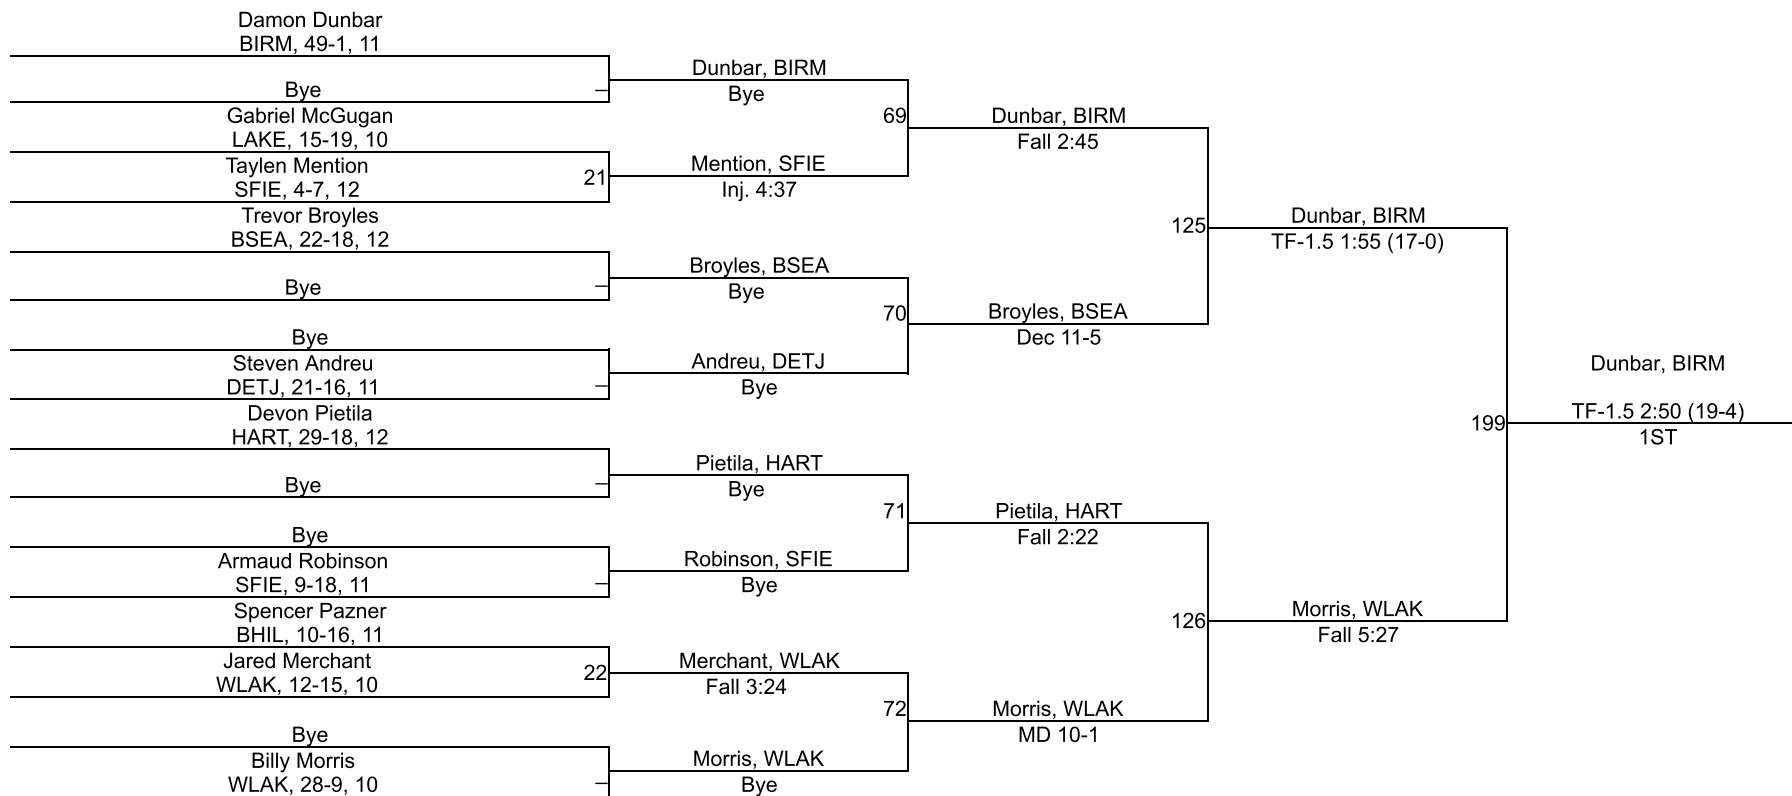 Damon Dunbar
BIRM, 49-1, 11
Bye
Gabriel McGugan
LAKE, 15-19, 10
Taylen Mention
SFIE, 4-7, 12
21
Trevor Broyles
BSEA, 22-18, 12
Bye
Bye
Steven Andreu
DETJ, 21-16, 11
Devon Pietila
HART, 29-18, 12
Bye
Bye
Armaud Robinson
SFIE, 9-18, 11
Spencer Pazner
BHIL, 10-16, 11
Jared Merchant
WLAK, 12-15, 10
22
Bye
Billy Morris
WLAK, 28-9, 10
Dunbar, BIRM
Bye
69
Mention, SFIE
Inj. 4:37
Broyles, BSEA
Bye
70
Andreu, DETJ
Bye
Pietila, HART
Bye
71
Robinson, SFIE
Bye
Merchant, WLAK
Fall 3:24
72
Morris, WLAK
Bye
Dunbar, BIRM
Fall 2:45
125
Broyles, BSEA
Dec 11-5
Pietila, HART
Fall 2:22
126
Morris, WLAK
MD 10-1
Dunbar, BIRM
TF-1.5 1:55 (17-0)
199
Morris, WLAK
Fall 5:27
Dunbar, BIRM
TF-1.5 2:50 (19-4)
1ST